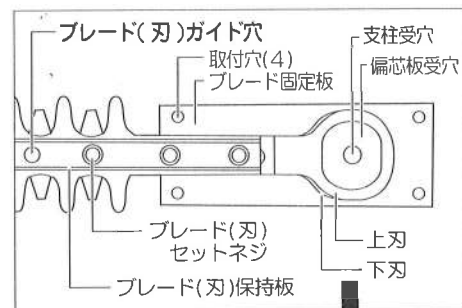 ブレード(刃)ガイド穴
取付穴(4)
ブレード固定板
支柱受穴
偏芯板受穴
ブレード(刃)
セットネジ
ブレード(刃)保持板
上刃
下刃